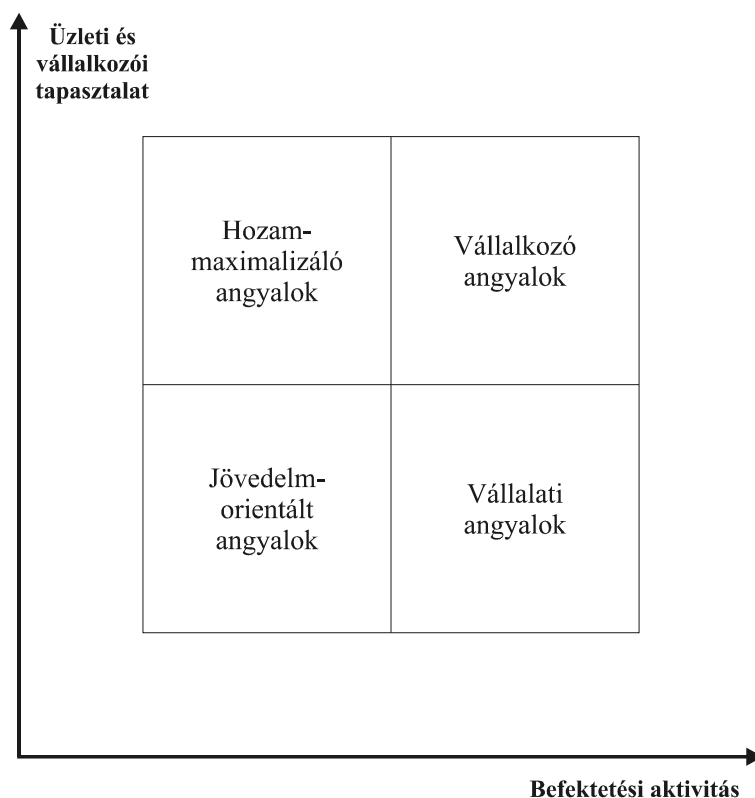 Üzleti és
vállalkozói
tapasztalat
Hozam-
maximalizáló
angyalok
Vállalkozó
angyalok
Jövedelm-
orientált
angyalok
Vállalati
angyalok
Befektetési aktivitás